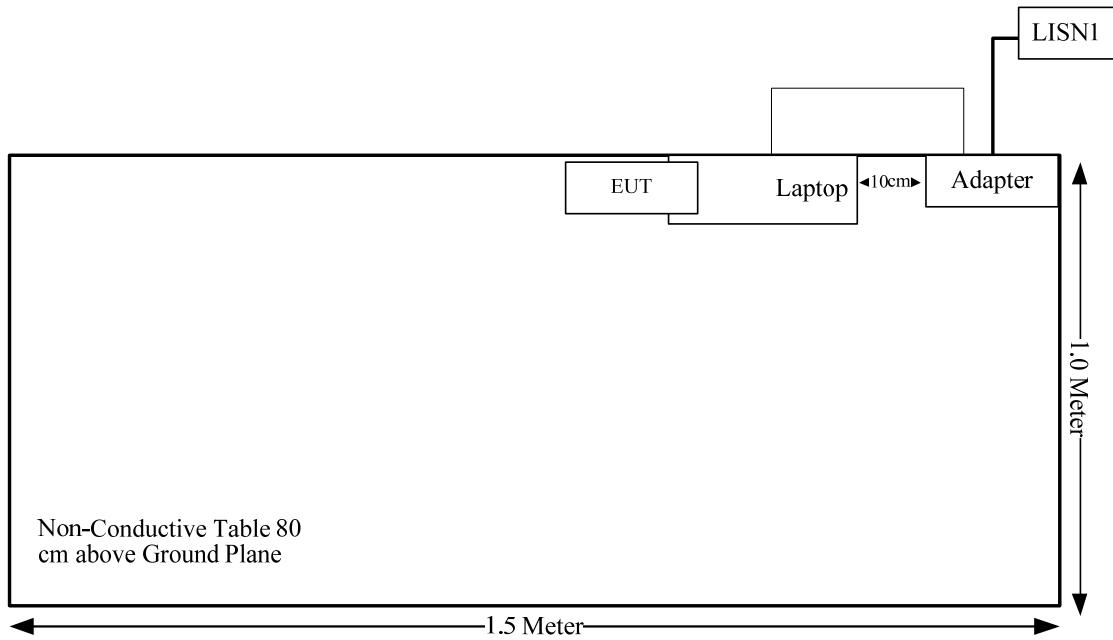 LISN1
EUT
Laptop
10cm
Adapter
1.0 Meter
Non-Conductive Table 80
cm above Ground Plane
1.5 Meter